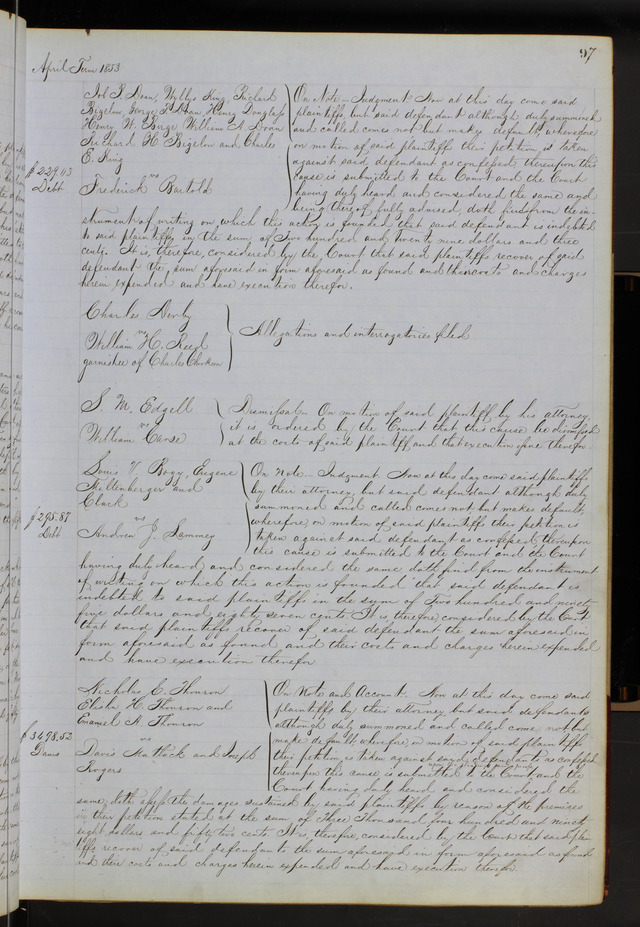 97
April Term 1853
Job F Doan, Wyllys King, Richard
Bigelow, George P Doan Henry Douglass
Henry W. Berge William A. Doan
Richard H. Bigelow and Charles
E. King
vs
Frederick Bartold
$229.03
Debt
On Note – Judgment Now at this day come said
plaintiffs, but said defendant although duly summoned
and called comes not but makes default, wherefore
on motion of said plaintiffs their petition is taken
against said defendant as confessed, thereupon this
cause is submitted to the Court and the Court
having duly heard and considered the same and
being thereof fully advised, doth find from the in-
strument of writing on which this action is founded that said defendant is indebted
to said plaintiffs in the sum of Two hundred and twenty nine dollars and three
cents. It is, therefore, considered by the Court that said plaintiffs recover of said
defendant the sum aforesaid in form aforesaid as found and their costs and charges
herein expended and have execution therefor.
Charles Derby
vs
William H. Reed
garnishee of Charles
Allegations and interrogatories filed
S. M. Edgell
vs
William
Dismissal – On motion of said plaintiff by his attorney,
it is ordered by the Court that this cause be dismissed
at the costs of said plaintiff, and that execution issue therefor
Louis V. Bogy, Eugene
Miltenberger and
Clark
vs
Andrew J. Lammey
$295.87
Debt
On Note – Judgment. Now at this day come said plaintiffs
by their attorney, but said defendant although duly
summoned and called comes not but makes default,
wherefore, on motion of said plaintiffs their petition is
taken against said defendant as confessed, thereupon
this cause is submitted to the Court and the Court
having duly heard and considered the same doth find from the instrument
of writing on which this action is founded that said defendant is
indebted to said plaintiffs in the sum of Two hundred and ninety
five dollars and eighty seven cents. It is, therefore, considered by the Court
that said plaintiffs recover of said defendant the sum aforesaid in
form aforesaid as found, and their costs and charges herein expended
and have execution therefor
Nicholas E. Thouron
Elisha H. Thouron and
Emanuel A. Thouron
vs
Davis Matlack and Joseph
Rogers
$3498.52
Dams
On Note and Account. Now at this day come said
plaintiffs by their attorney, but said defendants
although duly summoned and called come not but
make default, wherefore, on motion of said plaintiffs
their petition is taken against said defendants as confessed
thereupon this cause is submitted to the Court, and the
Court having duly heard and considered the
same, doth assess the damages sustained by said plaintiffs by reason of the premises
in their petition stated at the sum of Three Thousand four hundred and ninety
eight dollars and fifty two cents. It is, therefore, considered by the Court that said plain-
tiffs recover of said defendants the sum aforesaid in form aforesaid as found
and their costs and charges herein expended and have execution therefor.